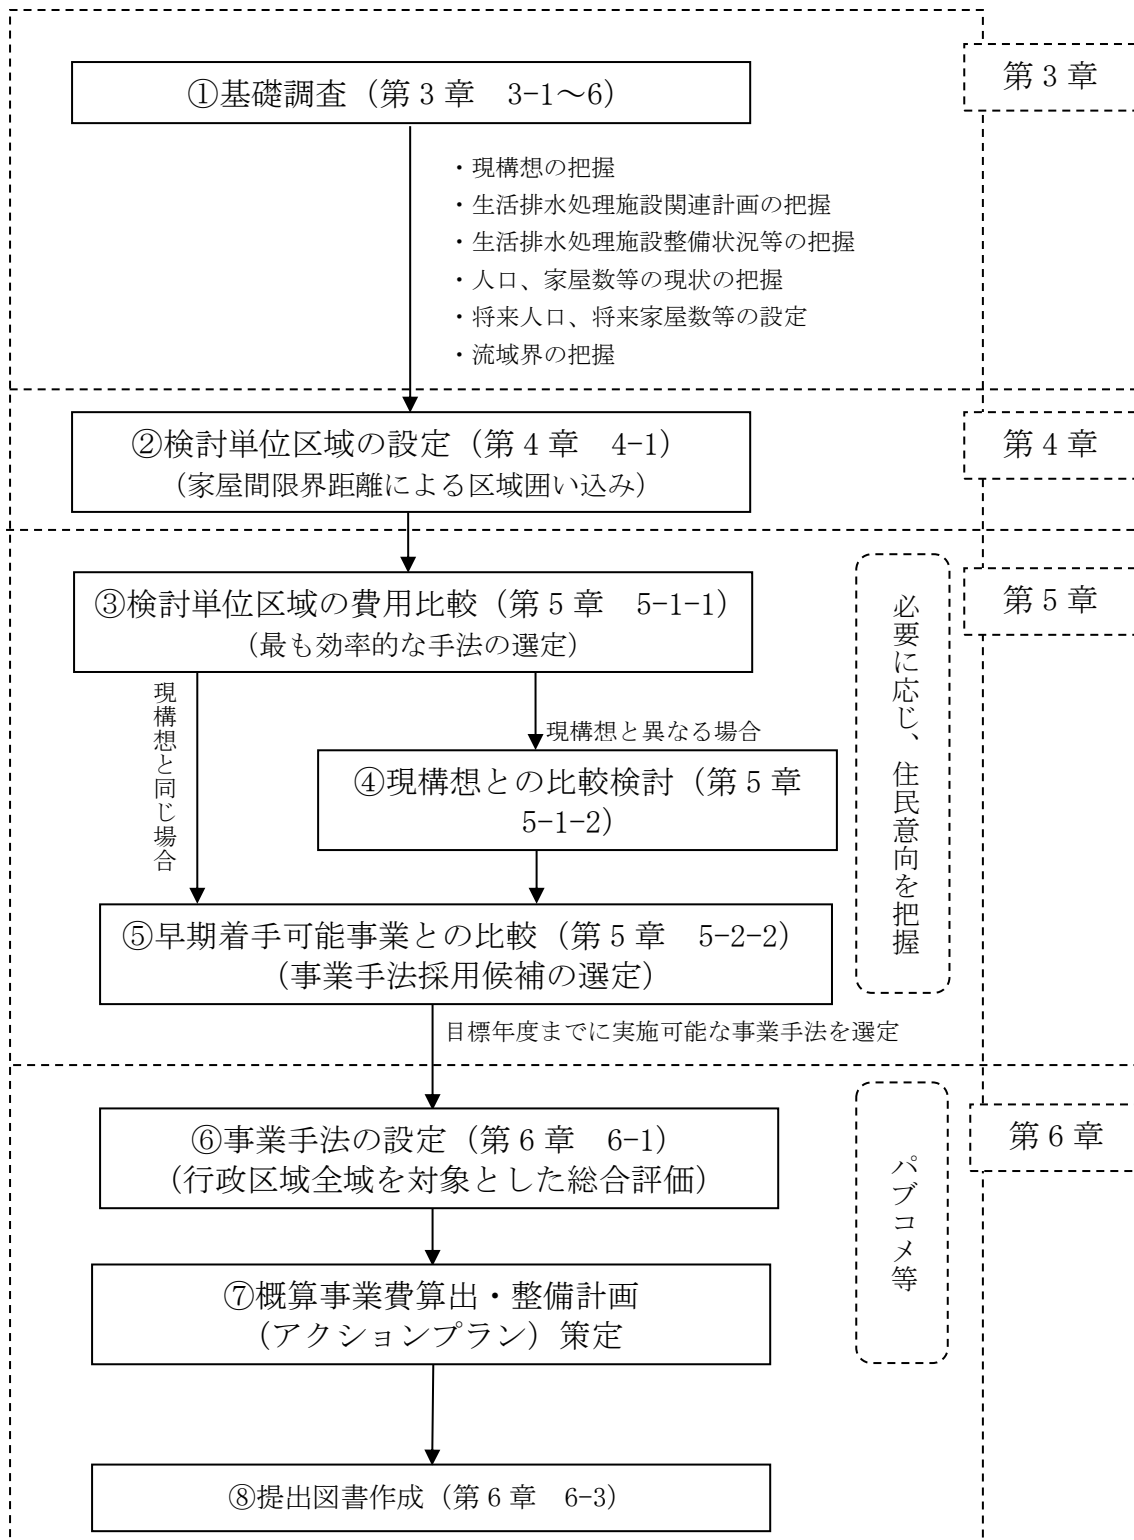 第3章
①基礎調査（第3章　3-1～6）
・現構想の把握
・生活排水処理施設関連計画の把握
・生活排水処理施設整備状況等の把握
・人口、家屋数等の現状の把握
・将来人口、将来家屋数等の設定
・流域界の把握
②検討単位区域の設定（第4章　4-1）
（家屋間限界距離による区域囲い込み）
第4章
③検討単位区域の費用比較（第5章　5-1-1）
（最も効率的な手法の選定）
第5章
必要に応じ、住民意向を把握
現構想と同じ場合
現構想と異なる場合
④現構想との比較検討（第5章
5-1-2）
⑤早期着手可能事業との比較（第5章　5-2-2）
（事業手法採用候補の選定）
目標年度までに実施可能な事業手法を選定
⑥事業手法の設定（第6章　6-1）
（行政区域全域を対象とした総合評価）
第6章
パブコメ等
⑦概算事業費算出・整備計画
（アクションプラン）策定
⑧提出図書作成（第6章　6-3）